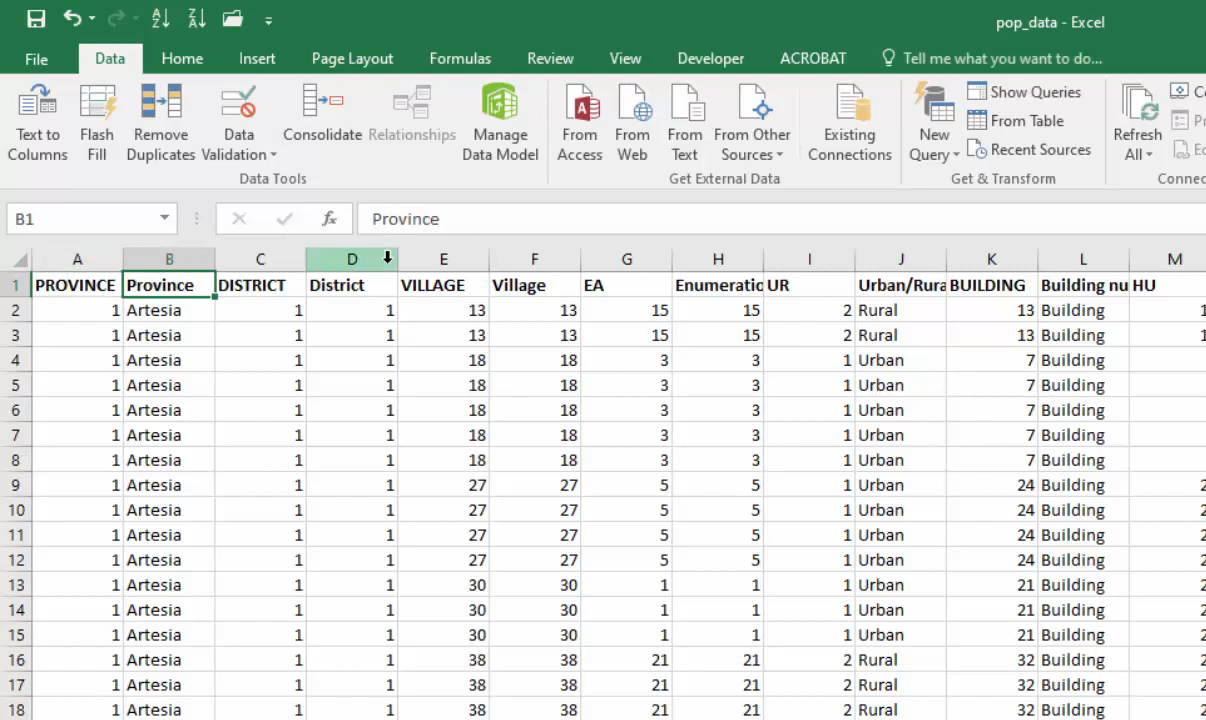 pop_data - Excel
File Data Home Insert Page Layout Formulas Review View Developer ACROBAT Tell me what you want to do...
Text to Columns
Flash Fill
Remove Duplicates
Data Validation
Consolidate
Relationships
Manage Data Model
From Access
From Web
From Text
From Other Sources
Existing Connections
New Query
Show Queries
From Table
Recent Sources
Refresh All
Data Tools Get External Data Get & Transform
B1 fx Province
A B C D E F G H I J K L M
1 PROVINCE Province DISTRICT District VILLAGE Village EA Enumeratic UR Urban/Rura BUILDING Building nu HU
2 1 Artesia 1 1 13 13 15 15 2 Rural 13 Building 1
3 1 Artesia 1 1 13 13 15 15 2 Rural 13 Building 1
4 1 Artesia 1 1 18 18 3 3 1 Urban 7 Building
5 1 Artesia 1 1 18 18 3 3 1 Urban 7 Building
6 1 Artesia 1 1 18 18 3 3 1 Urban 7 Building
7 1 Artesia 1 1 18 18 3 3 1 Urban 7 Building
8 1 Artesia 1 1 18 18 3 3 1 Urban 7 Building
9 1 Artesia 1 1 27 27 5 5 1 Urban 24 Building 2
10 1 Artesia 1 1 27 27 5 5 1 Urban 24 Building 2
11 1 Artesia 1 1 27 27 5 5 1 Urban 24 Building 2
12 1 Artesia 1 1 27 27 5 5 1 Urban 24 Building 2
13 1 Artesia 1 1 30 30 1 1 1 Urban 21 Building 2
14 1 Artesia 1 1 30 30 1 1 1 Urban 21 Building 2
15 1 Artesia 1 1 30 30 1 1 1 Urban 21 Building 2
16 1 Artesia 1 1 38 38 21 21 2 Rural 32 Building 2
17 1 Artesia 1 1 38 38 21 21 2 Rural 32 Building 2
18 1 Artesia 1 1 38 38 21 21 2 Rural 32 Building 2